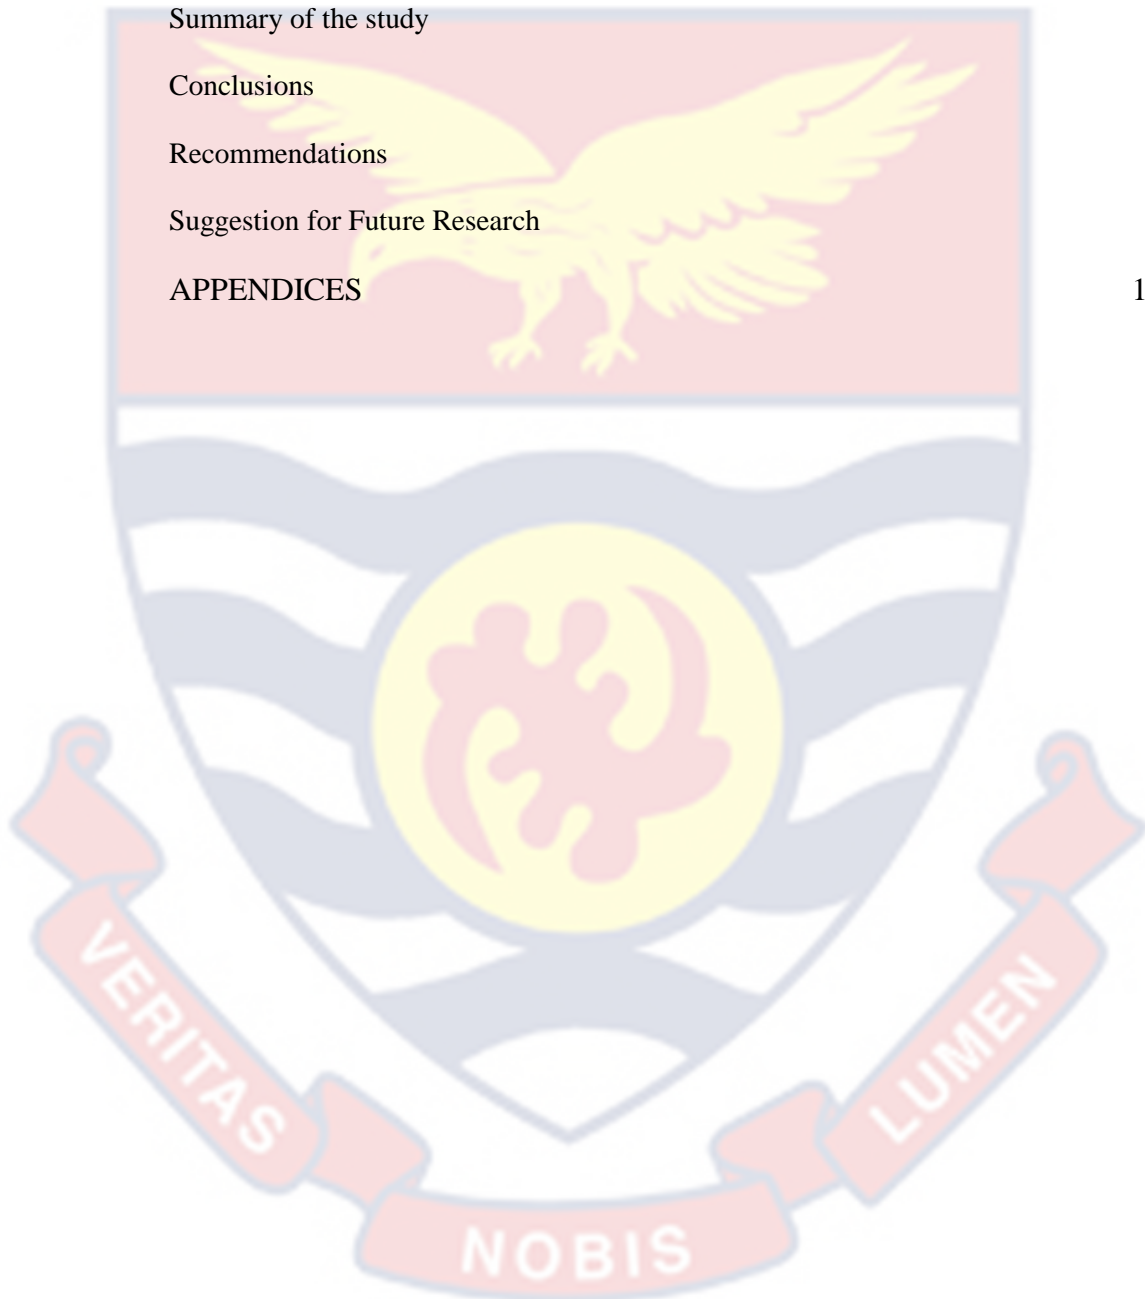 Summary of the study
Conclusions
Recommendations
Suggestion for Future Research
APPENDICES 1
VERITAS
NOBIS
LUMEN